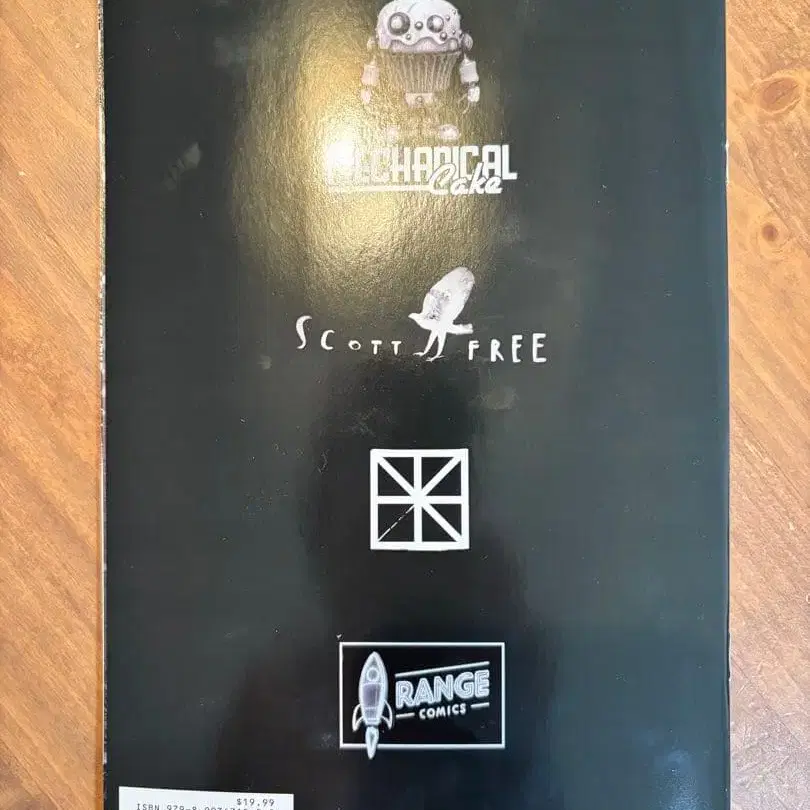 MECHANICAL
Cake
SCOTT FREE
RANGE
COMICS
$19.99